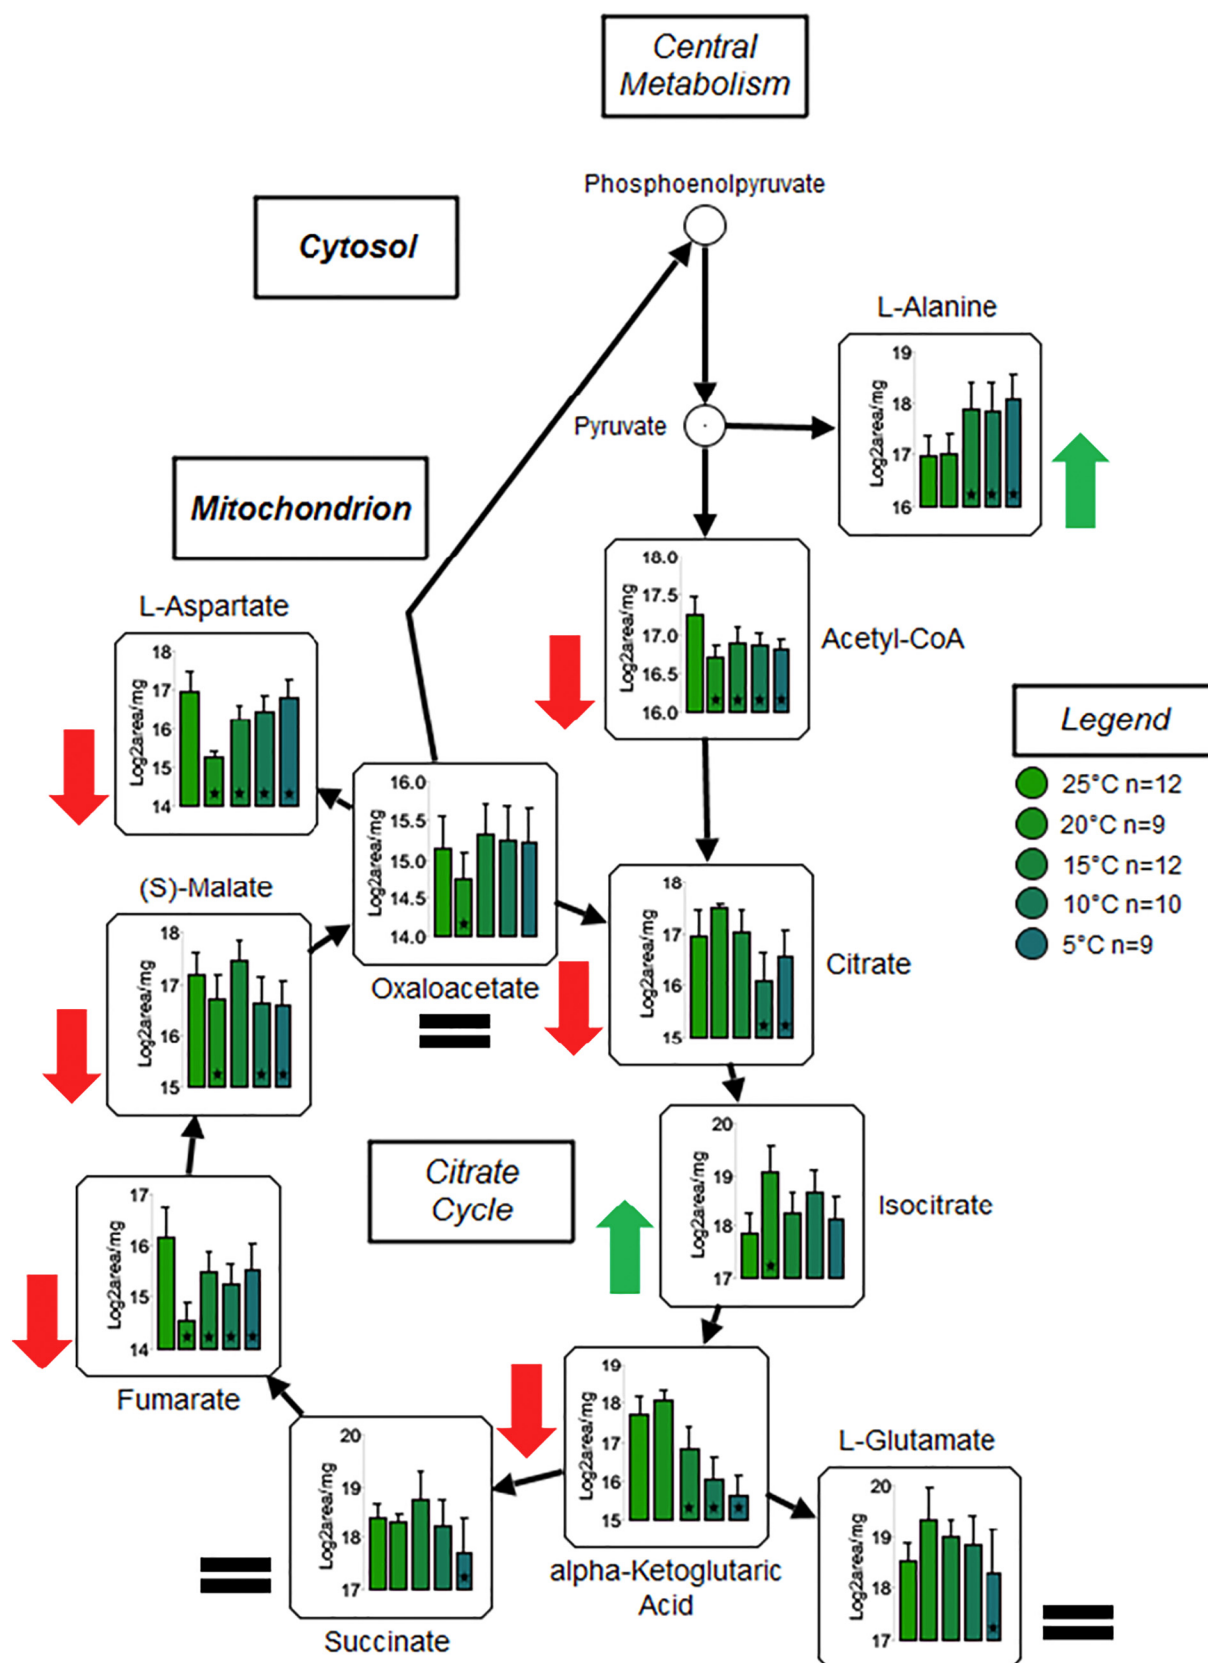 Central
Metabolism
Phosphoenolpyruvate
Cytosol
L-Alanine
19
18
17
16
Log2area/mg
Pyruvate
Mitochondrion
18.0
17.5
17.0
16.5
16.0
Log2area/mg
Acetyl-CoA
L-Aspartate
18
17
16
15
14
Log2area/mg
Legend
25°C n=12
20°C n=9
15°C n=12
10°C n=10
5°C n=9
16.0
15.5
15.0
14.5
14.0
Log2area/mg
Oxaloacetate
(S)-Malate
18
17
16
15
Log2area/mg
18
17
16
15
Log2area/mg
Citrate
Citrate
Cycle
20
19
18
17
Log2area/mg
Isocitrate
17
16
15
14
Log2area/mg
Fumarate
19
18
17
16
15
Log2area/mg
alpha-Ketoglutaric
Acid
20
19
18
17
Log2area/mg
Succinate
L-Glutamate
20
19
18
17
Log2area/mg